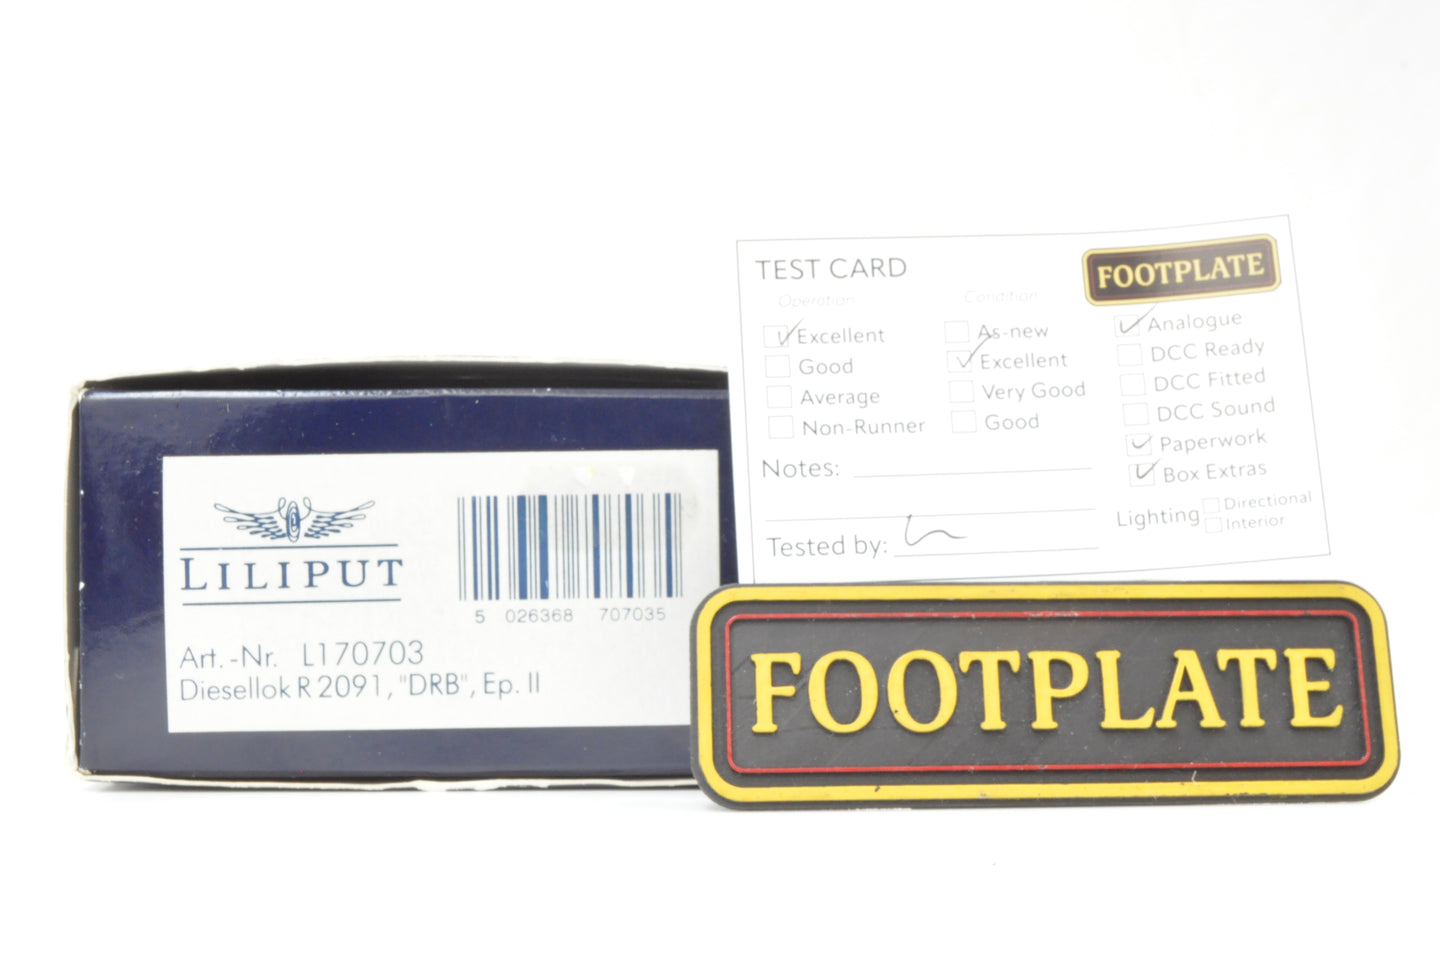 LILIPUT
5 026368 707035
Art.-Nr. L170703
Diesellok R 2091, "DRB", Ep. II
TEST CARD
FOOTPLATE
Operation
Excellent
Good
Average
Non-Runner
Condition
As-new
Excellent
Very Good
Good
Analogue
DCC Ready
DCC Fitted
DCC Sound
Paperwork
Box Extras
Notes:
Tested by:
Lighting
Directional
Interior
FOOTPLATE